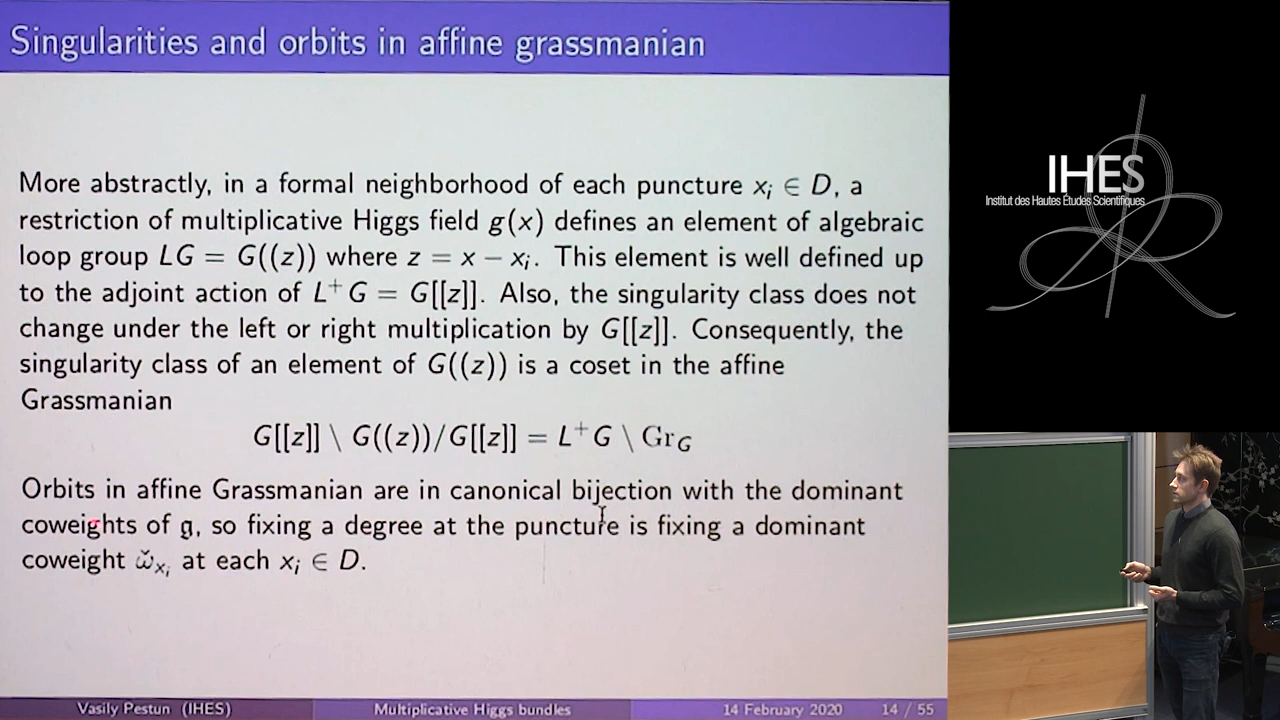 Singularities and orbits in affine grassmanian
More abstractly, in a formal neighborhood of each puncture xᵢ ∈ D, a
restriction of multiplicative Higgs field g(x) defines an element of algebraic
loop group LG = G((z)) where z = x − xᵢ. This element is well defined up
to the adjoint action of L⁺G = G[[z]]. Also, the singularity class does not
change under the left or right multiplication by G[[z]]. Consequently, the
singularity class of an element of G((z)) is a coset in the affine
Grassmanian
G[[z]] \ G((z))/G[[z]] = L⁺G \ Gr_G
Orbits in affine Grassmanian are in canonical bijection with the dominant
coweights of 𝔤, so fixing a degree at the puncture is fixing a dominant
coweight ω̌_{xᵢ} at each xᵢ ∈ D.
Vasily Pestun (IHES)
Multiplicative Higgs bundles
14 February 2020
14 / 55
IHES
Institut des Hautes Études Scientifiques